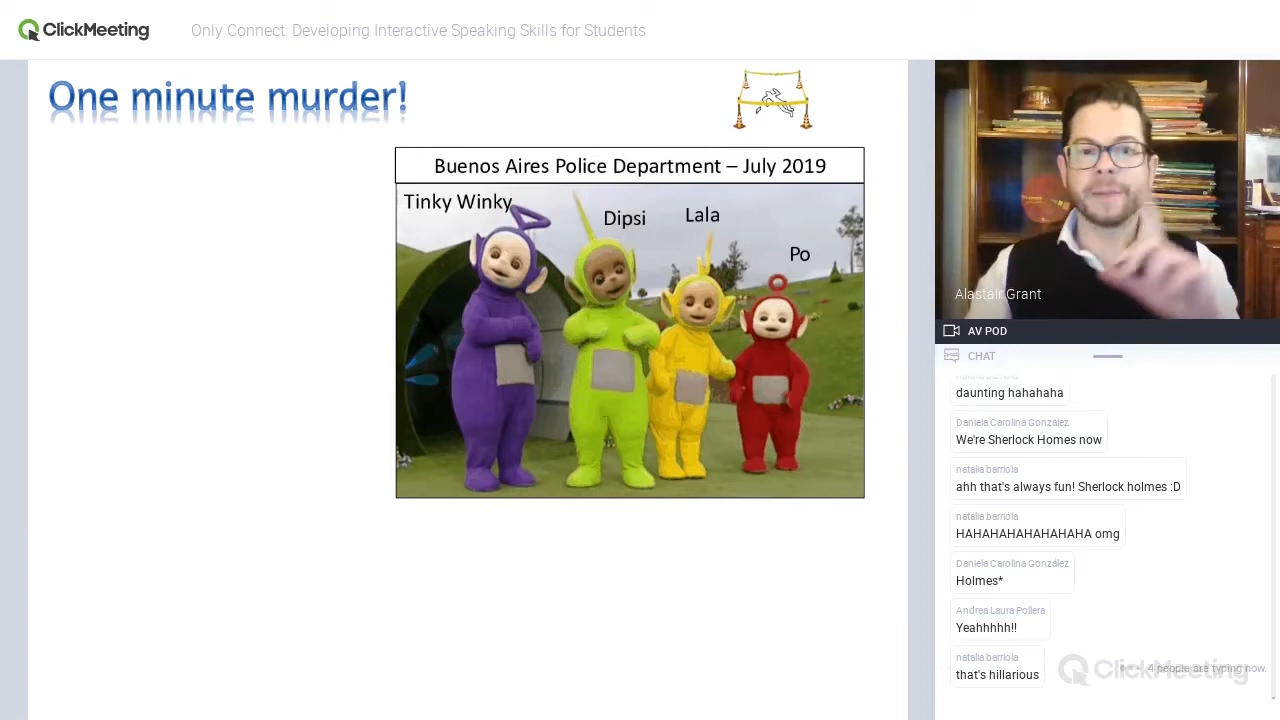 ClickMeeting
Only Connect: Developing Interactive Speaking Skills for Students
One minute murder!
Buenos Aires Police Department – July 2019
Tinky Winky
Dipsi
Lala
Po
Alastair Grant
AV POD
CHAT
daunting hahahaha
Daniela Carolina González
We're Sherlock Homes now
natalia barriola
ahh that's always fun! Sherlock holmes :D
natalia barriola
HAHAHAHAHAHAHAHA omg
Daniela Carolina González
Holmes*
Andrea Laura Pollera
Yeahhhhh!!
natalia barriola
that's hillarious
ClickMeeting
4 people are typing now.